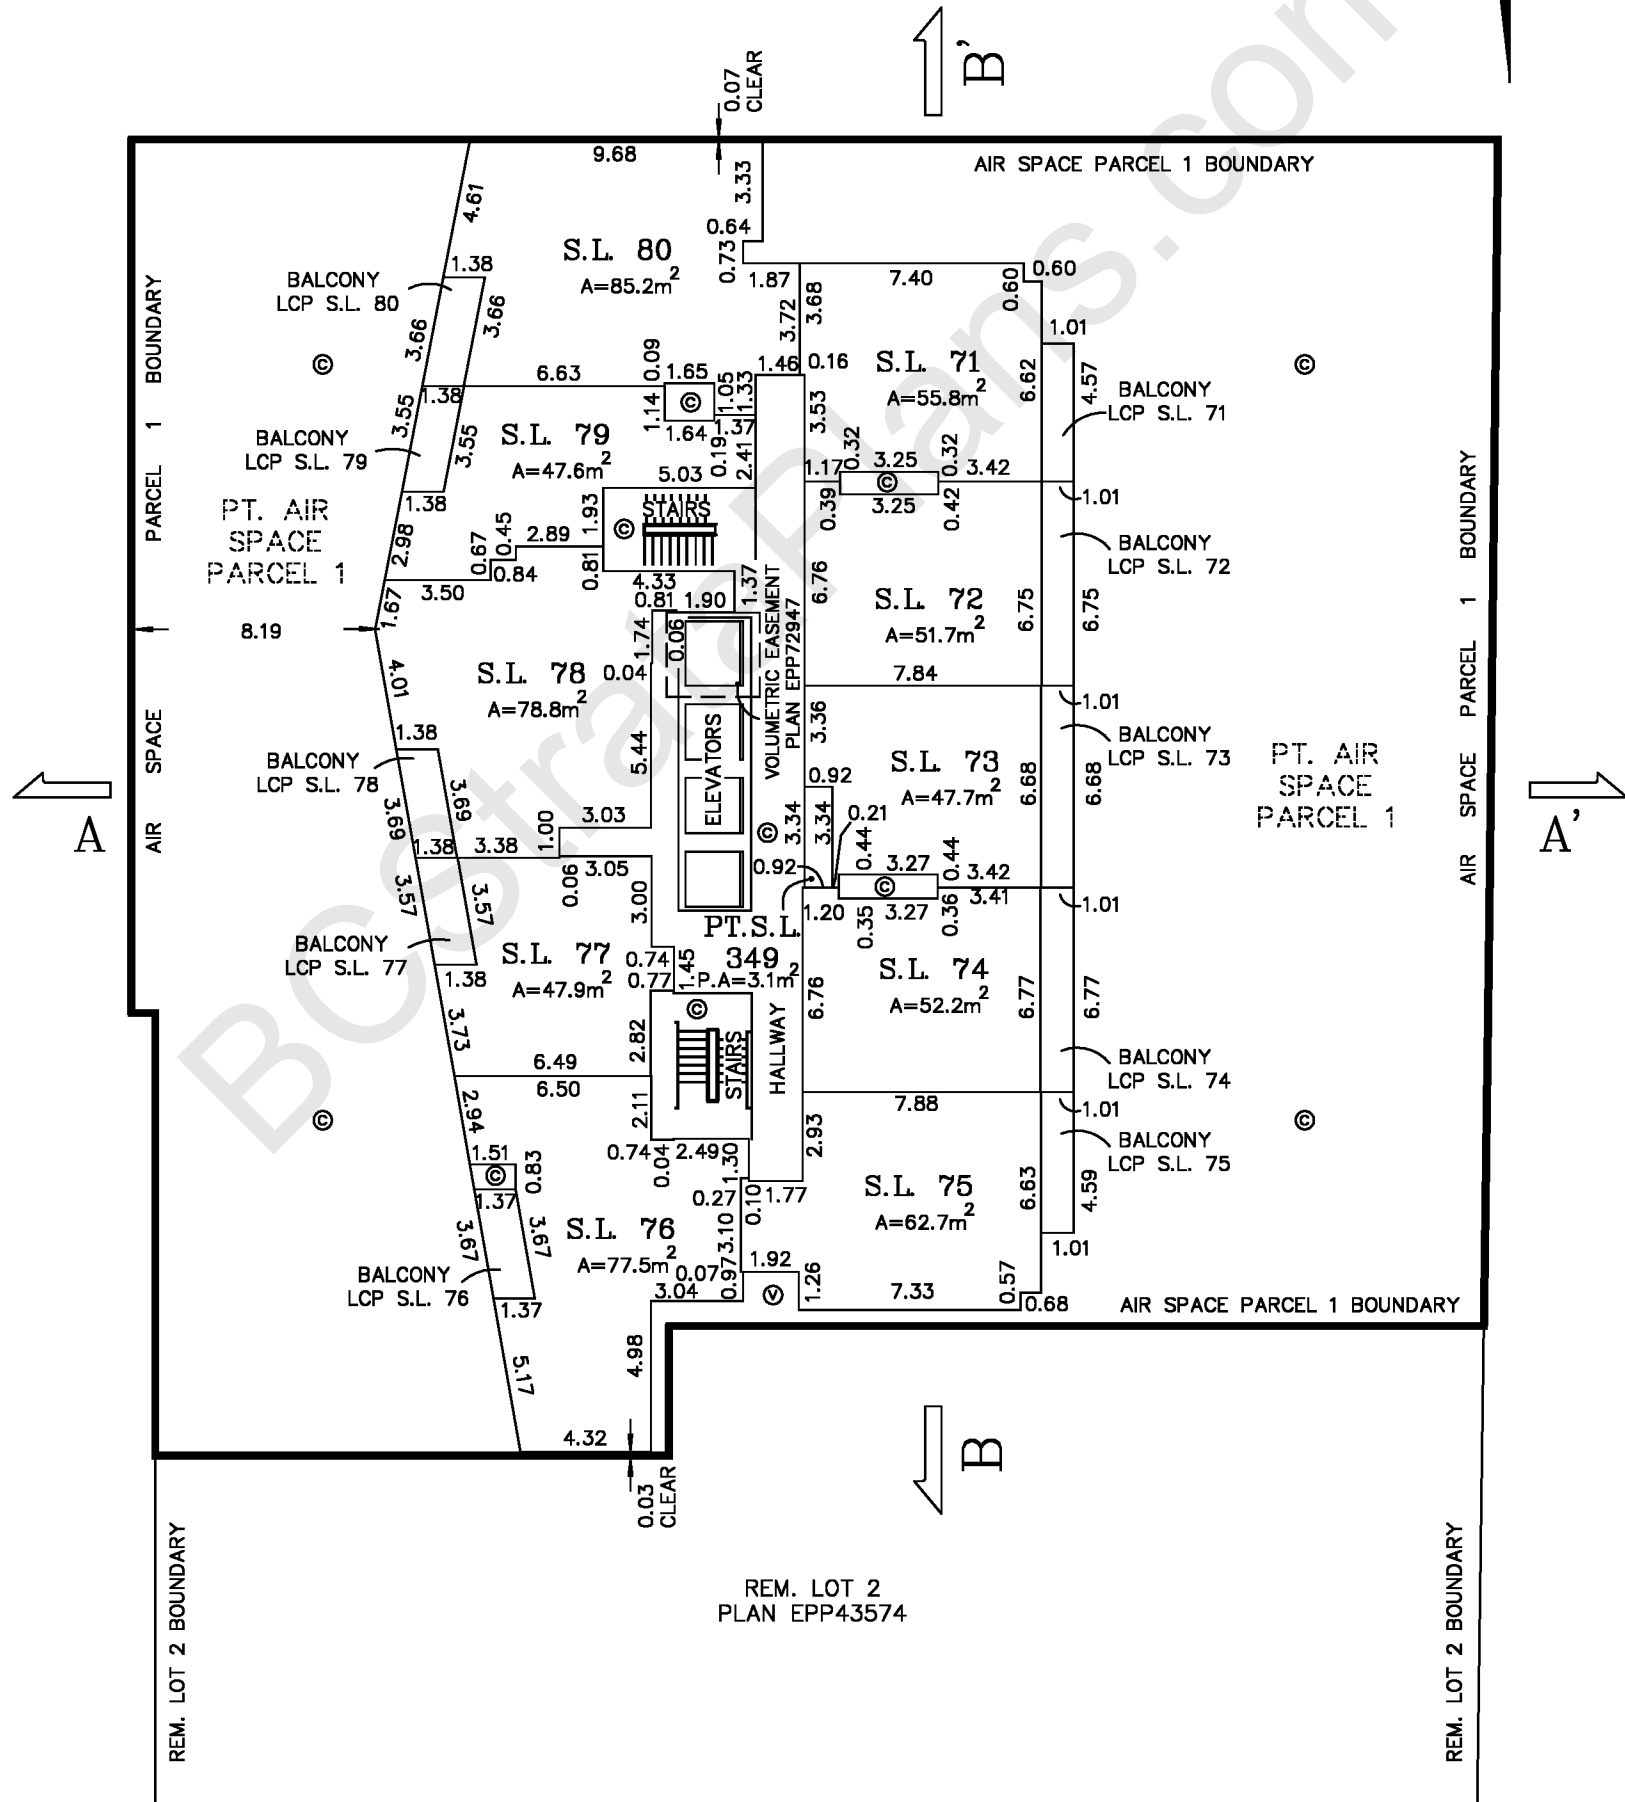 B'
0.07
CLEAR
9.68
3.33
AIR SPACE PARCEL 1 BOUNDARY
4.61
0.64
S.L. 80
A=85.2m²
0.73
1.38
1.87
7.40
0.60
0.60
BALCONY
LCP S.L. 80
3.66
3.66
3.72
3.68
1.01
AIR SPACE PARCEL 1 BOUNDARY
©
0.09
6.63
1.65
1.46
0.16
S.L. 71
A=55.8m²
6.62
4.57
©
BALCONY
LCP S.L. 71
1.38
1.14
©
1.05
1.33
3.53
3.55
3.55
BALCONY
LCP S.L. 79
S.L. 79
A=47.6m²
1.64
1.37
0.19
2.41
0.32
0.32
1.17
3.25
3.42
©
5.03
0.39
3.25
0.42
1.01
1.38
PT. AIR
SPACE
PARCEL 1
STAIRS
©
1.93
2.98
0.67
0.45
2.89
0.84
0.81
3.50
BALCONY
LCP S.L. 72
4.33
1.37
6.76
S.L. 72
A=51.7m²
6.75
6.75
AIR SPACE PARCEL 1 BOUNDARY
1.67
0.81
1.90
8.19
1.74
0.06
VOLUMETRIC EASEMENT
PLAN EPP72947
4.01
S.L. 78
A=78.8m²
0.04
7.84
1.01
1.38
BALCONY
LCP S.L. 78
5.44
ELEVATORS
3.36
BALCONY
LCP S.L. 73
S.L. 73
A=47.7m²
6.68
6.68
PT. AIR
SPACE
PARCEL 1
A
A'
3.69
3.69
0.92
3.34
3.34
0.21
3.03
1.00
©
1.38
3.38
0.44
3.27
0.44
0.06
3.05
0.92
3.42
©
3.41
3.57
3.57
3.00
1.20
0.35
3.27
0.36
1.01
BALCONY
LCP S.L. 77
PT.S.L.
349
P.A=3.1m²
S.L. 77
A=47.9m²
0.74
0.77
1.45
S.L. 74
A=52.2m²
1.38
©
6.76
6.77
6.77
3.73
2.82
STAIRS
HALLWAY
6.49
6.50
BALCONY
LCP S.L. 74
2.94
2.11
7.88
1.01
©
©
1.51
©
0.83
0.74
0.04
2.49
1.30
2.93
BALCONY
LCP S.L. 75
1.37
0.27
0.10
1.77
S.L. 75
A=62.7m²
6.63
4.59
3.67
3.67
S.L. 76
A=77.5m²
3.10
1.01
BALCONY
LCP S.L. 76
0.07
0.97
1.92
1.26
7.33
0.57
3.04
V
0.68
1.37
AIR SPACE PARCEL 1 BOUNDARY
4.98
5.17
4.32
0.03
CLEAR
B
REM. LOT 2 BOUNDARY
REM. LOT 2
PLAN EPP43574
REM. LOT 2 BOUNDARY
BCStrataPlans.com